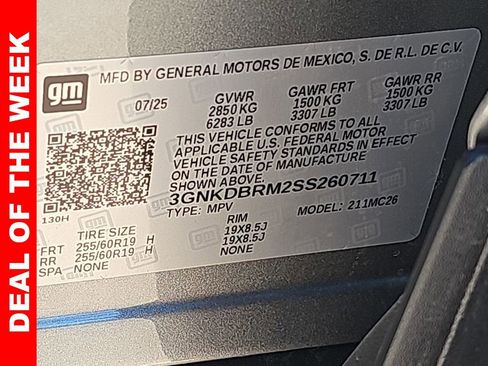 DEAL OF THE WEEK
gm
MFD BY GENERAL MOTORS DE MEXICO, S. DE R.L. DE C.V.
07/25 GVWR GAWR FRT GAWR RR
2850 KG 1500 KG 1500 KG
6283 LB 3307 LB 3307 LB
THIS VEHICLE CONFORMS TO ALL
APPLICABLE U.S. FEDERAL MOTOR
VEHICLE SAFETY STANDARDS IN EFFECT
ON THE DATE OF MANUFACTURE
SHOWN ABOVE.
3GNKDBRM2SS260711
TYPE: MPV MODEL: 211MC26
130H
TIRE SIZE RIM
FRT 255/60R19 H 19X8.5J
RR 255/60R19 H 19X8.5J
SPA NONE NONE